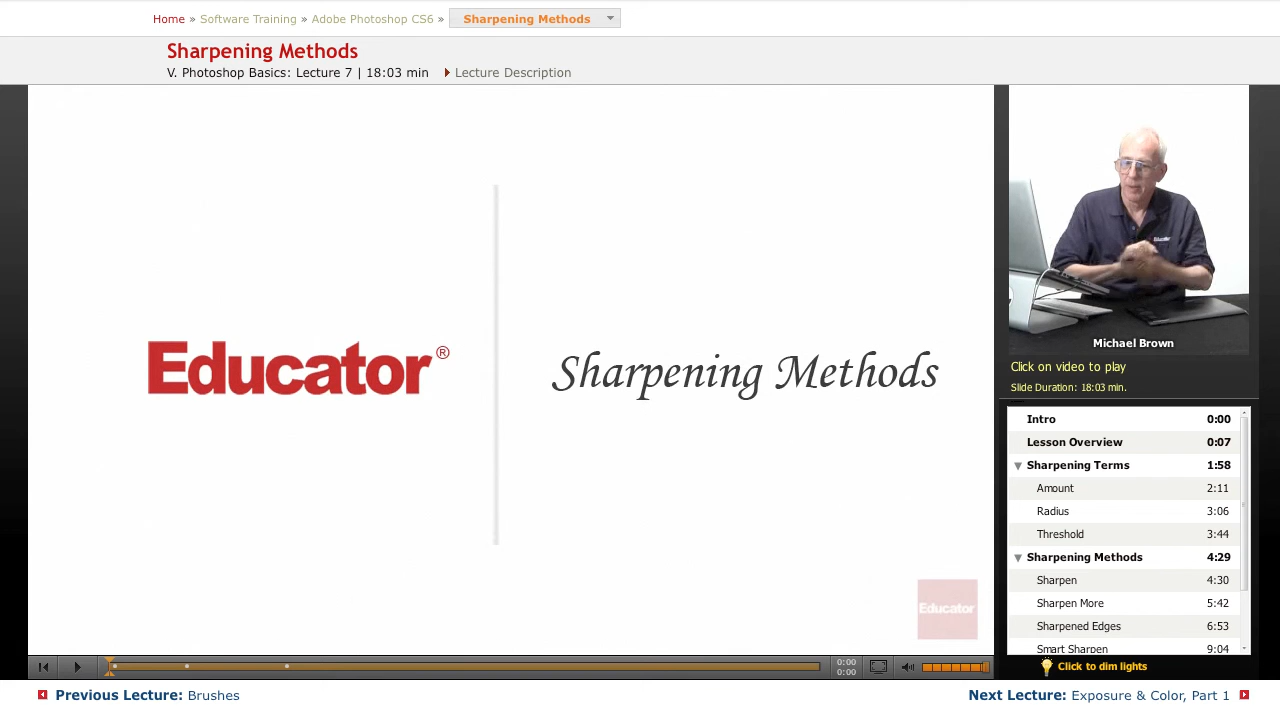 Home » Software Training » Adobe Photoshop CS6 » Sharpening Methods
Sharpening Methods
V. Photoshop Basics: Lecture 7 | 18:03 min Lecture Description
Educator®
Sharpening Methods
Educator
Educator
Michael Brown
Click on video to play
Slide Duration: 18:03 min.
Intro 0:00
Lesson Overview 0:07
Sharpening Terms 1:58
Amount 2:11
Radius 3:06
Threshold 3:44
Sharpening Methods 4:29
Sharpen 4:30
Sharpen More 5:42
Sharpened Edges 6:53
Smart Sharpen 9:04
0:00
0:00
Click to dim lights
Previous Lecture: Brushes
Next Lecture: Exposure & Color, Part 1